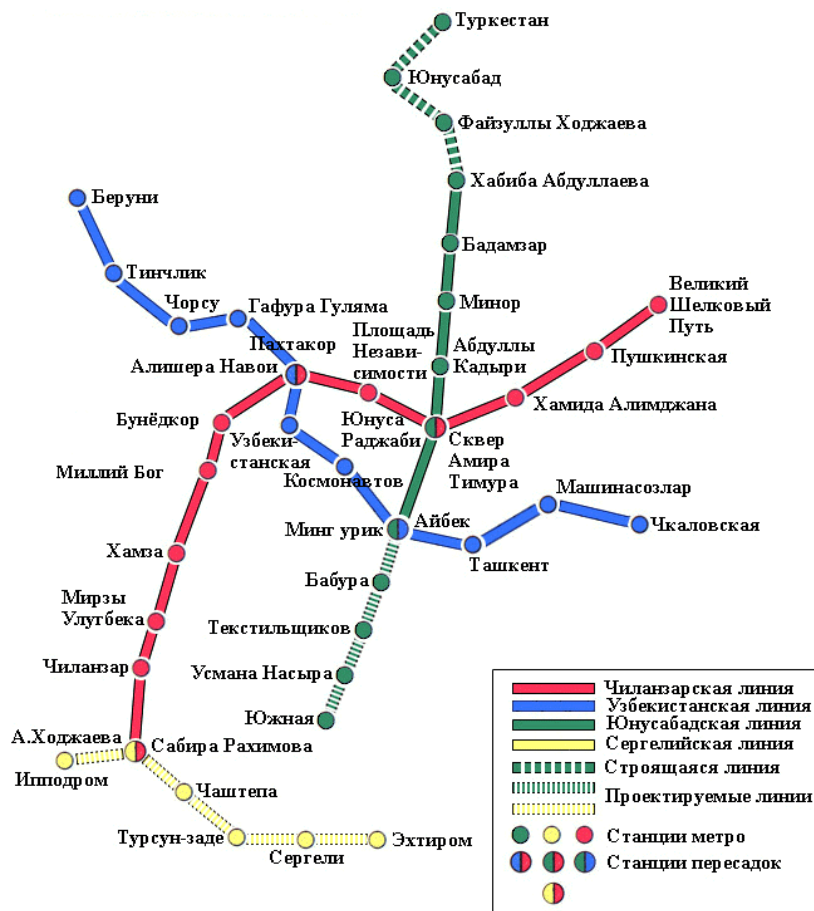 Туркестан
Юнусабад
Файзуллы Ходжаева
Хабиба Абдуллаева
Беруни
Бадамзар
Тинчлик
Великий
Шелковый
Путь
Чорсу
Гафура Гуляма
Минор
Площадь
Незави-
симости
Пахтакор
Алишера Навои
Абдуллы
Кадыри
Пушкинская
Хамида Алимджана
Бунёдкор
Юнуса
Раджаби
Узбеки-
станская
Сквер
Амира
Тимура
Миллий Бог
Космонавтов
Машинасозлар
Минг урик
Айбек
Чкаловская
Хамза
Ташкент
Бабура
Мирзы
Улугбека
Текстильщиков
Чиланзар
Усмана Насыра
Южная
А.Ходжаева
Сабира Рахимова
Ипподром
Чаштепа
Турсун-заде
Сергели
Эхтиром
Чиланзарская линия
Узбекистанская линия
Юнусабадская линия
Сергелийская линия
Строящаяся линия
Проектируемые линии
Станции метро
Станции пересадок